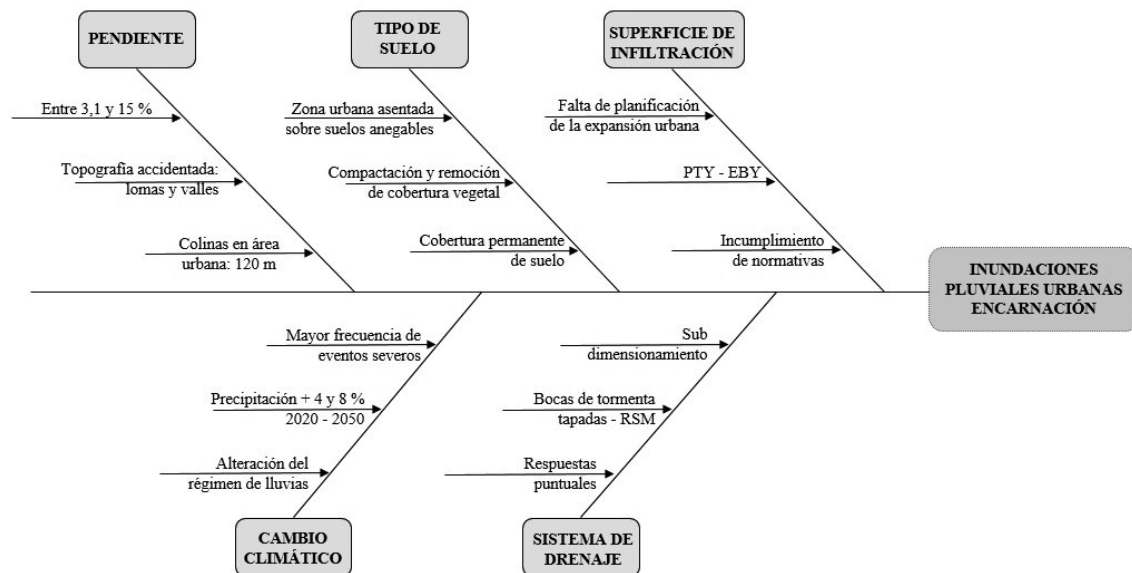 PENDIENTE
Entre 3,1 y 15 %
Topografía accidentada:
lomas y valles
Colinas en área
urbana: 120 m
TIPO DE
SUELO
Zona urbana asentada
sobre suelos anegables
Compactación y remoción
de cobertura vegetal
Cobertura permanente
de suelo
SUPERFICIE DE
INFILTRACIÓN
Falta de planificación
de la expansión urbana
PTY - EBY
Incumplimiento
de normativas
INUNDACIONES
PLUVIALES URBANAS
ENCARNACIÓN
Mayor frecuencia de
eventos severos
Precipitación + 4 y 8 %
2020 - 2050
Alteración del
régimen de lluvias
CAMBIO
CLIMÁTICO
Sub
dimensionamiento
Bocas de tormenta
tapadas - RSM
Respuestas
puntuales
SISTEMA DE
DRENAJE